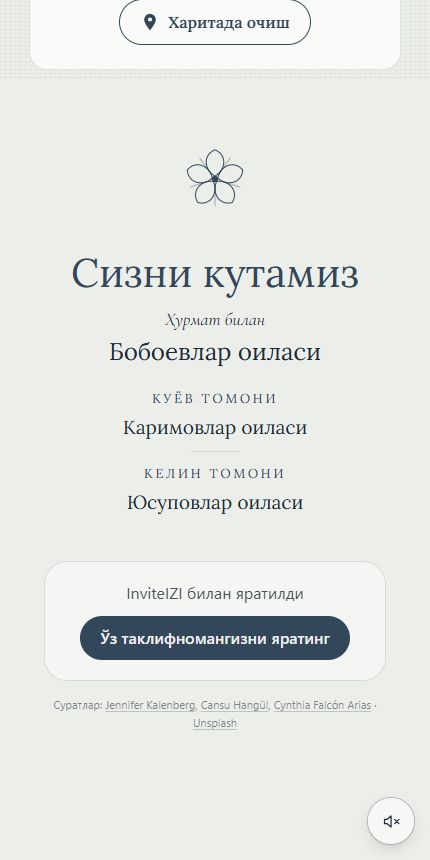 Харитада очиш
Сизни кутамиз
Ҳурмат билан
Бобоевлар оиласи
КУЁВ ТОМОНИ
Каримовлар оиласи
КЕЛИН ТОМОНИ
Юсуповлар оиласи
InviteIZI билан яратилди
Ўз таклифномангизни яратинг
Суратлар: Jennifer Kalenberg, Cansu Hangül, Cynthia Falcón Arias ·
Unsplash